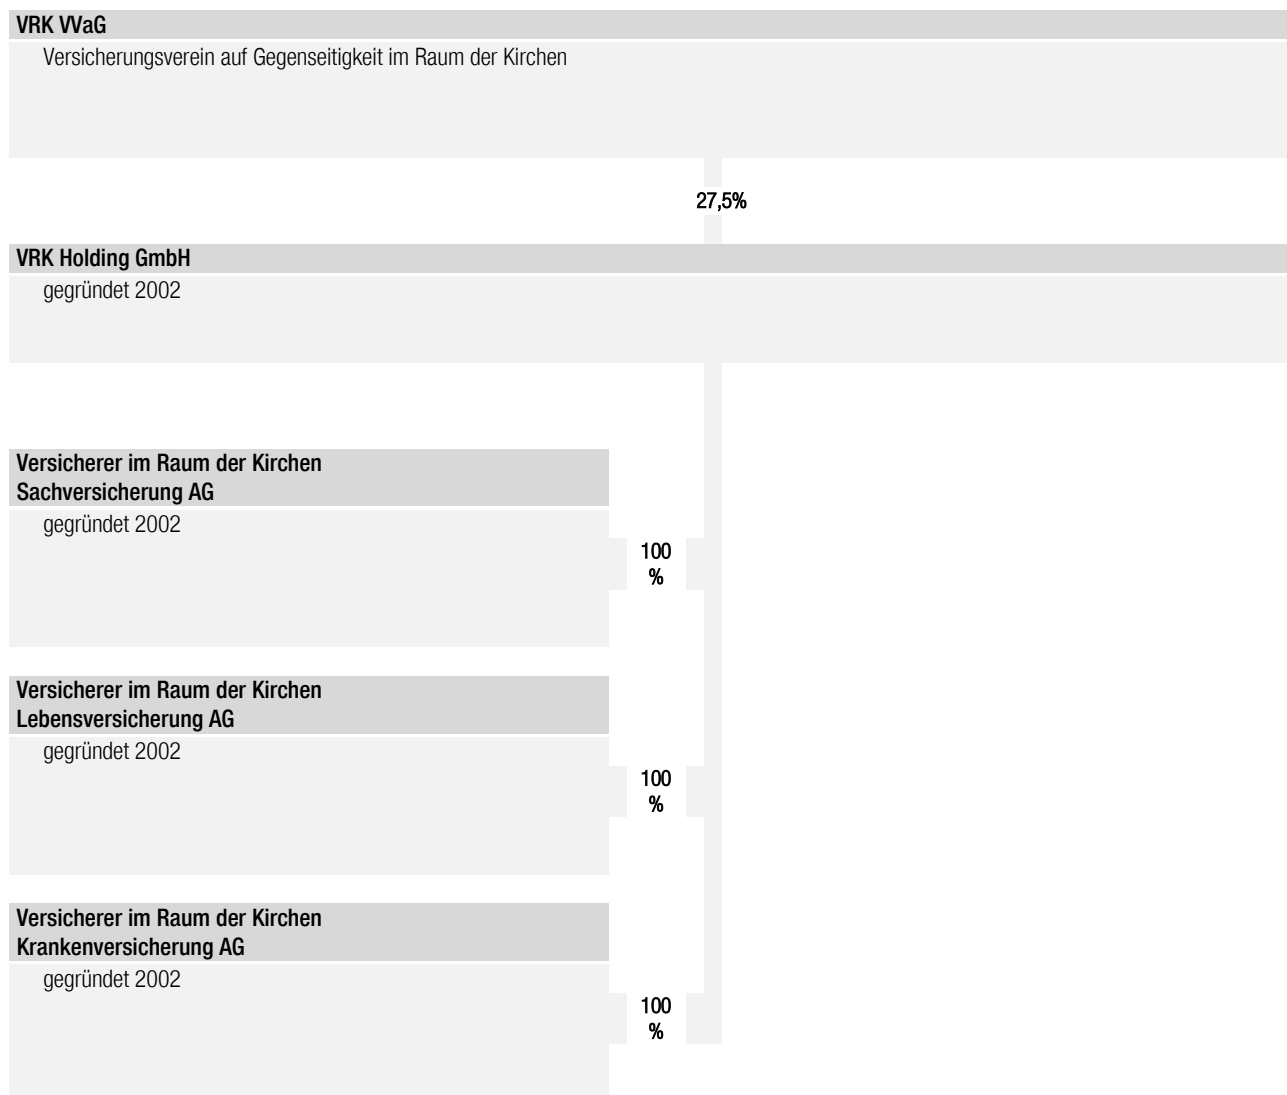 VRK VVaG
Versicherungsverein auf Gegenseitigkeit im Raum der Kirchen
27,5%
VRK Holding GmbH
gegründet 2002
Versicherer im Raum der Kirchen
Sachversicherung AG
gegründet 2002
100
%
Versicherer im Raum der Kirchen
Lebensversicherung AG
gegründet 2002
100
%
Versicherer im Raum der Kirchen
Krankenversicherung AG
gegründet 2002
100
%